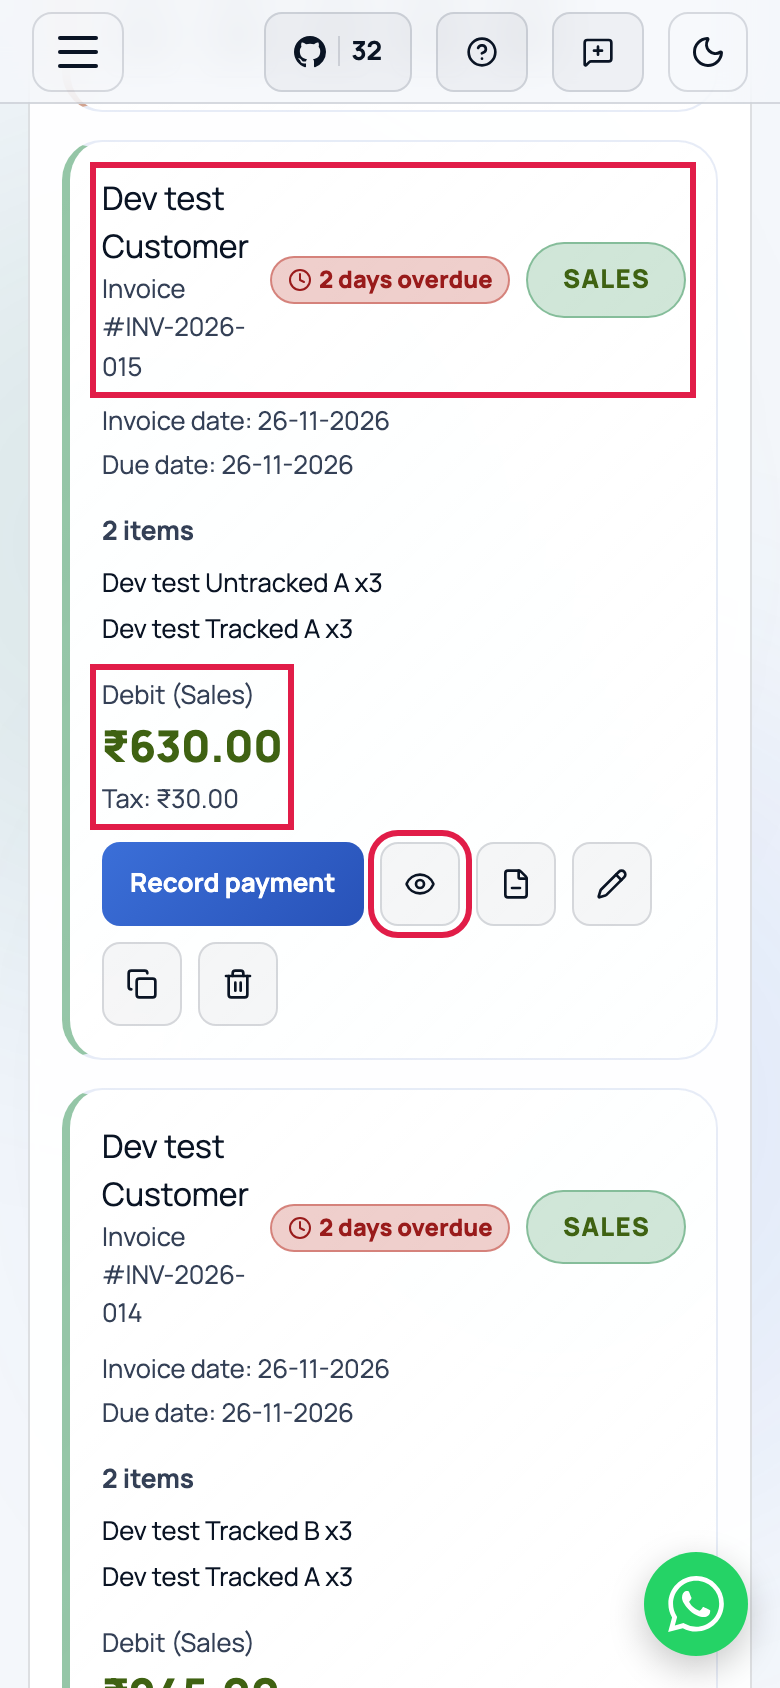 32
Dev test
Customer
Invoice
#INV-2026-
015
2 days overdue
SALES
Invoice date: 26-11-2026
Due date: 26-11-2026
2 items
Dev test Untracked A x3
Dev test Tracked A x3
Debit (Sales)
₹630.00
Tax: ₹30.00
Record payment
Dev test
Customer
Invoice
#INV-2026-
014
2 days overdue
SALES
Invoice date: 26-11-2026
Due date: 26-11-2026
2 items
Dev test Tracked B x3
Dev test Tracked A x3
Debit (Sales)